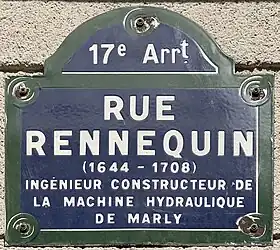 17e Arrt
RUE
RENNEQUIN
(1644 - 1708)
INGÉNIEUR CONSTRUCTEUR DE
LA MACHINE HYDRAULIQUE
DE MARLY